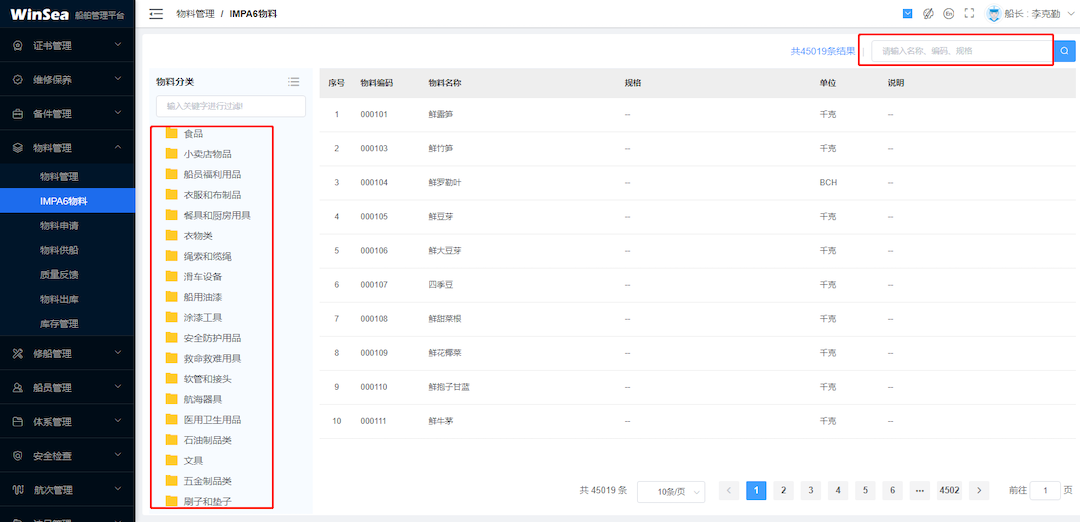 WinSea 船舶管理平台
物料管理 / IMPA6物料
En
船长：李克勤
证书管理
维修保养
备件管理
物料管理
物料管理
IMPA6物料
物料申请
物料供船
质量反馈
物料出库
库存管理
修船管理
船员管理
体系管理
安全检查
航次管理
共45019条结果
请输入名称、编码、规格
物料分类
输入关键字进行过滤!
食品
小卖店物品
船员福利用品
衣服和布制品
餐具和厨房用具
衣物类
绳索和缆绳
滑车设备
船用油漆
涂漆工具
安全防护用品
救命救难用具
软管和接头
航海器具
医用卫生用品
石油制品类
文具
五金制品类
刷子和垫子
序号 物料编码 物料名称 规格 单位 说明
1 000101 鲜露笋 -- 千克 --
2 000103 鲜竹笋 -- 千克 --
3 000104 鲜罗勒叶 -- BCH --
4 000105 鲜豆芽 -- 千克 --
5 000106 鲜大豆芽 -- 千克 --
6 000107 四季豆 -- 千克 --
7 000108 鲜甜菜根 -- 千克 --
8 000109 鲜花椰菜 -- 千克 --
9 000110 鲜抱子甘蓝 -- 千克 --
10 000111 鲜牛茅 -- 千克 --
共 45019 条 10条/页 1 2 3 4 5 6 ··· 4502 前往 1 页